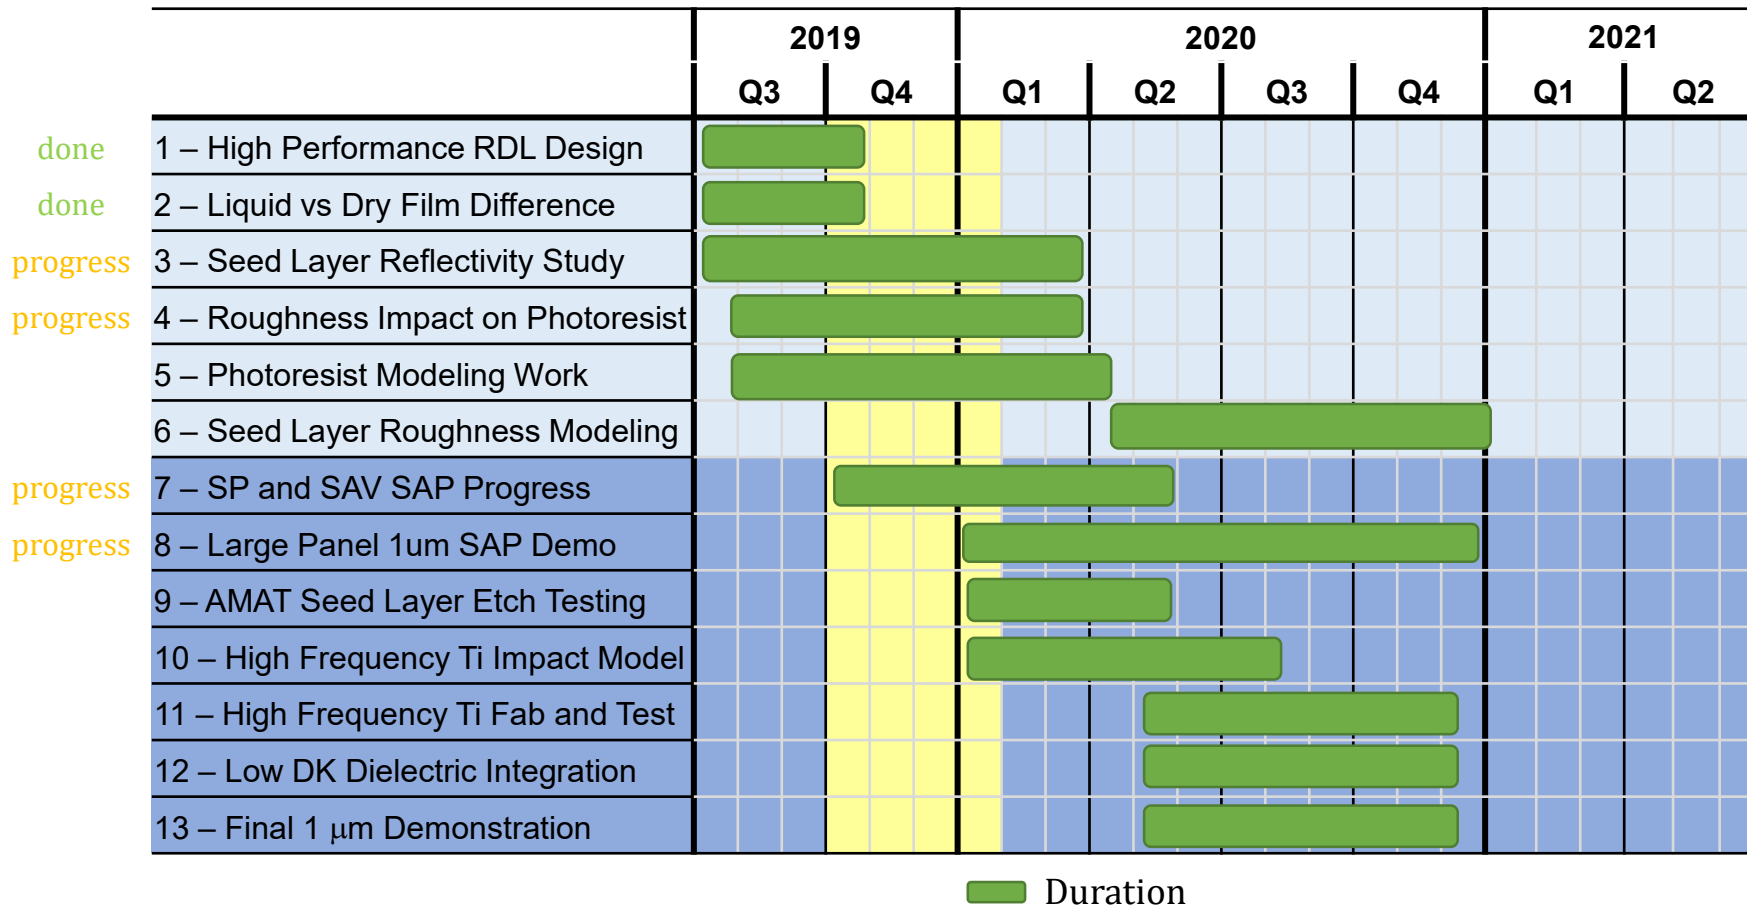 2019 2020 2021
Q3 Q4 Q1 Q2 Q3 Q4 Q1 Q2
done 1 – High Performance RDL Design
done 2 – Liquid vs Dry Film Difference
progress 3 – Seed Layer Reflectivity Study
progress 4 – Roughness Impact on Photoresist
5 – Photoresist Modeling Work
6 – Seed Layer Roughness Modeling
progress 7 – SP and SAV SAP Progress
progress 8 – Large Panel 1um SAP Demo
9 – AMAT Seed Layer Etch Testing
10 – High Frequency Ti Impact Model
11 – High Frequency Ti Fab and Test
12 – Low DK Dielectric Integration
13 – Final 1 μm Demonstration
Duration